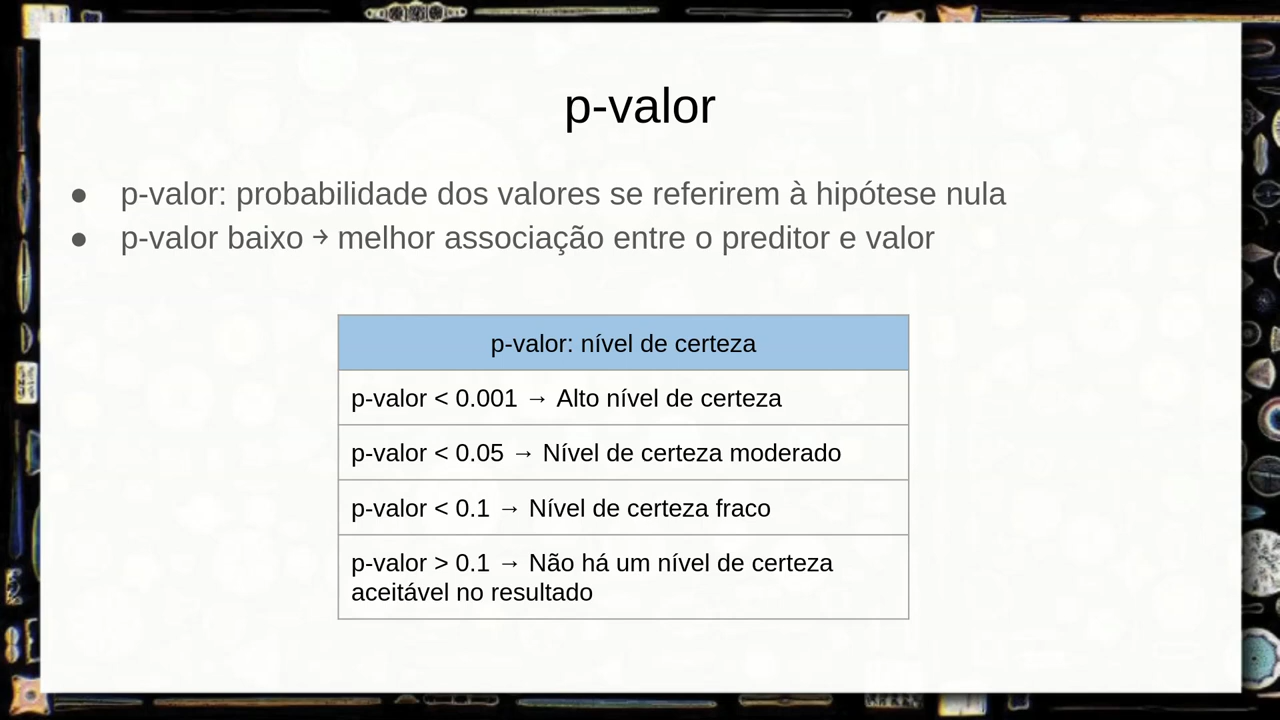 p-valor
● p-valor: probabilidade dos valores se referirem à hipótese nula
● p-valor baixo → melhor associação entre o preditor e valor
p-valor: nível de certeza
p-valor < 0.001 → Alto nível de certeza
p-valor < 0.05 → Nível de certeza moderado
p-valor < 0.1 → Nível de certeza fraco
p-valor > 0.1 → Não há um nível de certeza
aceitável no resultado